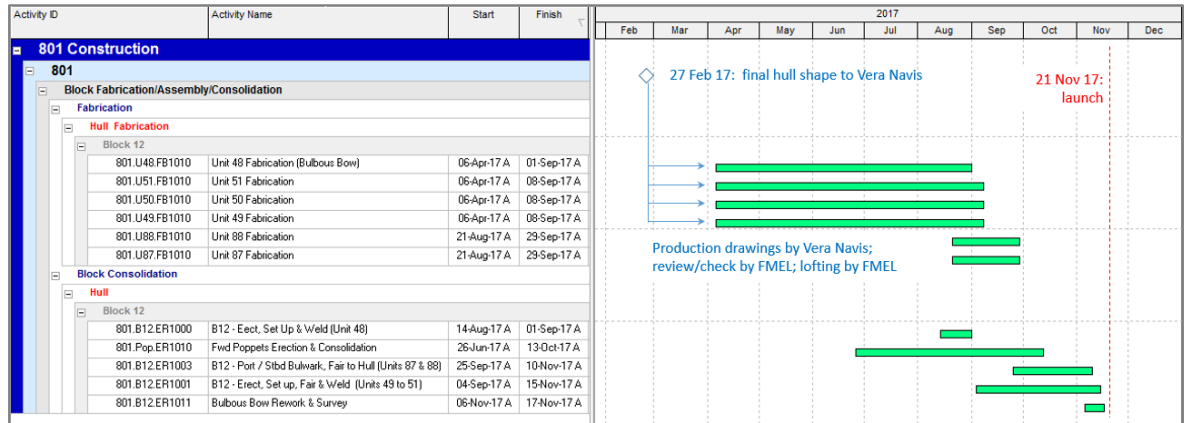 Activity ID Activity Name Start Finish 2017
Feb Mar Apr May Jun Jul Aug Sep Oct Nov Dec
801 Construction
801
27 Feb 17: final hull shape to Vera Navis
21 Nov 17:
launch
Block Fabrication/Assembly/Consolidation
Fabrication
Hull Fabrication
Block 12
801.U48.FB1010 Unit 48 Fabrication (Bulbous Bow) 06-Apr-17 A 01-Sep-17 A
801.U51.FB1010 Unit 51 Fabrication 06-Apr-17 A 08-Sep-17 A
801.U50.FB1010 Unit 50 Fabrication 06-Apr-17 A 08-Sep-17 A
801.U49.FB1010 Unit 49 Fabrication 06-Apr-17 A 08-Sep-17 A
801.U88.FB1010 Unit 88 Fabrication 21-Aug-17 A 29-Sep-17 A
801.U87.FB1010 Unit 87 Fabrication 21-Aug-17 A 29-Sep-17 A
Production drawings by Vera Navis;
review/check by FMEL; lofting by FMEL
Block Consolidation
Hull
Block 12
801.B12.ER1000 B12 - Eect, Set Up & Weld (Unit 48) 14-Aug-17 A 01-Sep-17 A
801.Pop.ER1010 Fwd Poppets Erection & Consolidation 26-Jun-17 A 13-Oct-17 A
801.B12.ER1003 B12 - Port / Stbd Bulwark, Fair to Hull (Units 87 & 88) 25-Sep-17 A 10-Nov-17 A
801.B12.ER1001 B12 - Erect, Set up, Fair & Weld (Units 49 to 51) 04-Sep-17 A 15-Nov-17 A
801.B12.ER1011 Bulbous Bow Rework & Survey 06-Nov-17 A 17-Nov-17 A